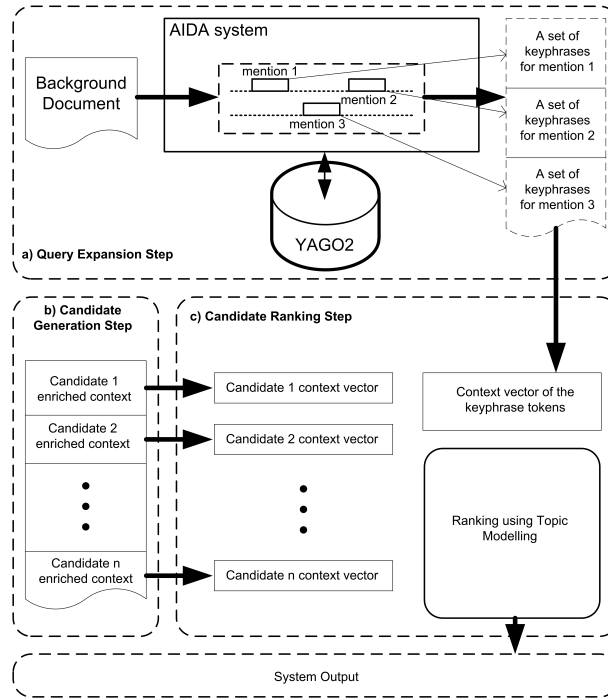 AIDA system
Background
Document
mention 1
mention 2
mention 3
A set of
keyphrases
for mention 1
A set of
keyphrases
for mention 2
A set of
keyphrases
for mention 3
YAGO2
a) Query Expansion Step
b) Candidate
Generation Step
c) Candidate Ranking Step
Candidate 1
enriched context
Candidate 1 context vector
Context vector of the
keyphrase tokens
Candidate 2
enriched context
Candidate 2 context vector
Ranking using Topic
Modelling
Candidate n
enriched context
Candidate n context vector
System Output